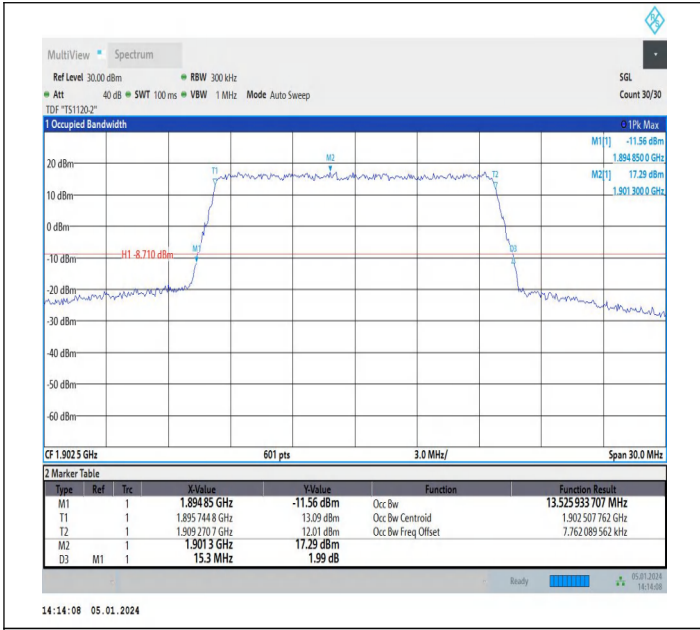 R S
MultiView Spectrum
Ref Level 30.00 dBm RBW 300 kHz SGL
Att 40 dB SWT 100 ms VBW 1 MHz Mode Auto Sweep Count 30/30
TDF "TS1120-2"
1 Occupied Bandwidth 1Pk Max
M1[1] -11.56 dBm
1.894 850 0 GHz
M2[1] 17.29 dBm
1.901 300 0 GHz
M2
T1 T2
20 dBm
10 dBm
0 dBm
M1 D3
H1 -8.710 dBm
-10 dBm
-20 dBm
-30 dBm
-40 dBm
-50 dBm
-60 dBm
CF 1.902 5 GHz 601 pts 3.0 MHz/ Span 30.0 MHz
2 Marker Table
Type Ref Trc X-Value Y-Value Function Function Result
M1 1 1.894 85 GHz -11.56 dBm Occ Bw 13.525 933 707 MHz
T1 1 1.895 744 8 GHz 13.09 dBm Occ Bw Centroid 1.902 507 762 GHz
T2 1 1.909 270 7 GHz 12.01 dBm Occ Bw Freq Offset 7.762 089 562 kHz
M2 1 1.901 3 GHz 17.29 dBm
D3 M1 1 15.3 MHz 1.99 dB
Ready 05.01.2024
14:14:08
14:14:08 05.01.2024